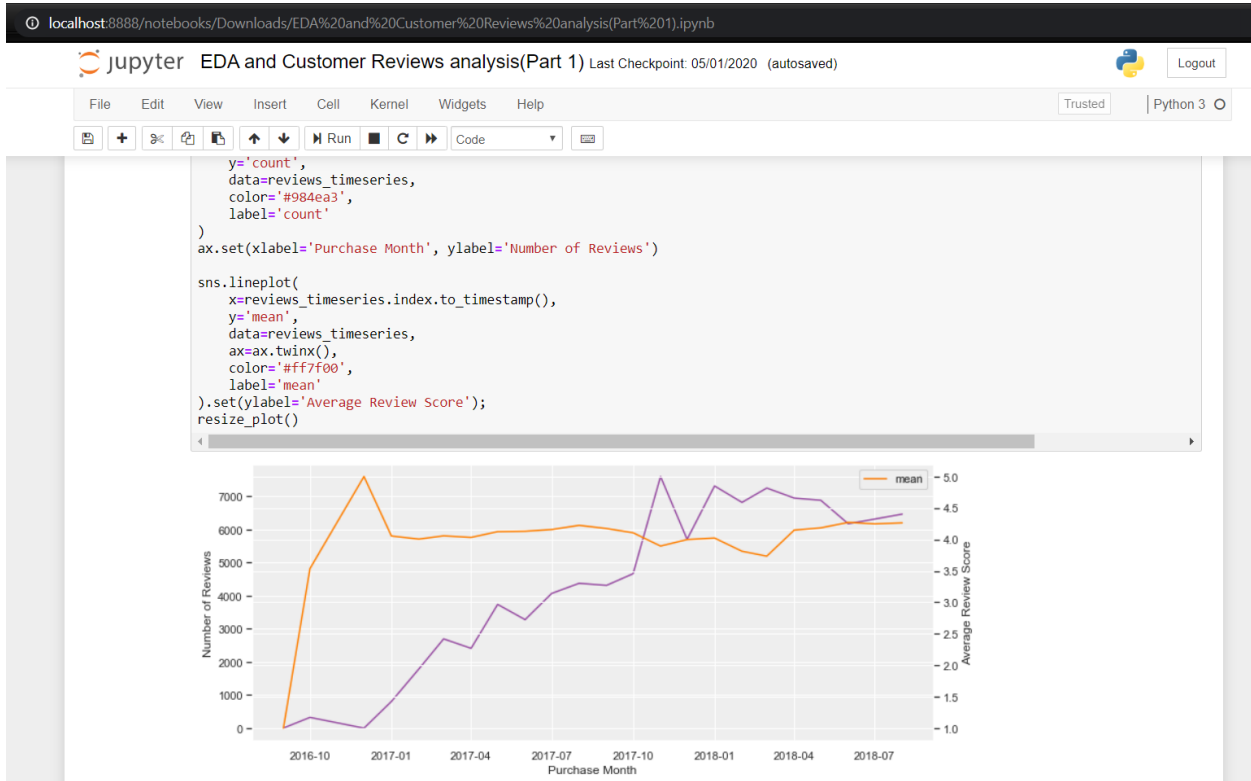 localhost:8888/notebooks/Downloads/EDA%20and%20Customer%20Reviews%20analysis(Part%201).ipynb
jupyter EDA and Customer Reviews analysis(Part 1) Last Checkpoint: 05/01/2020 (autosaved) Logout
File Edit View Insert Cell Kernel Widgets Help Trusted Python 3
Run Code
y='count',
data=reviews_timeseries,
color='#984ea3',
label='count'
)
ax.set(xlabel='Purchase Month', ylabel='Number of Reviews')
sns.lineplot(
x=reviews_timeseries.index.to_timestamp(),
y='mean',
data=reviews_timeseries,
ax=ax.twinx(),
color='#ff7f00',
label='mean'
).set(ylabel='Average Review Score');
resize_plot()
mean
Number of Reviews
7000
6000
5000
4000
3000
2000
1000
0
5.0
4.5
4.0
3.5
3.0
2.5
2.0
1.5
1.0
Average Review Score
2016-10 2017-01 2017-04 2017-07 2017-10 2018-01 2018-04 2018-07
Purchase Month